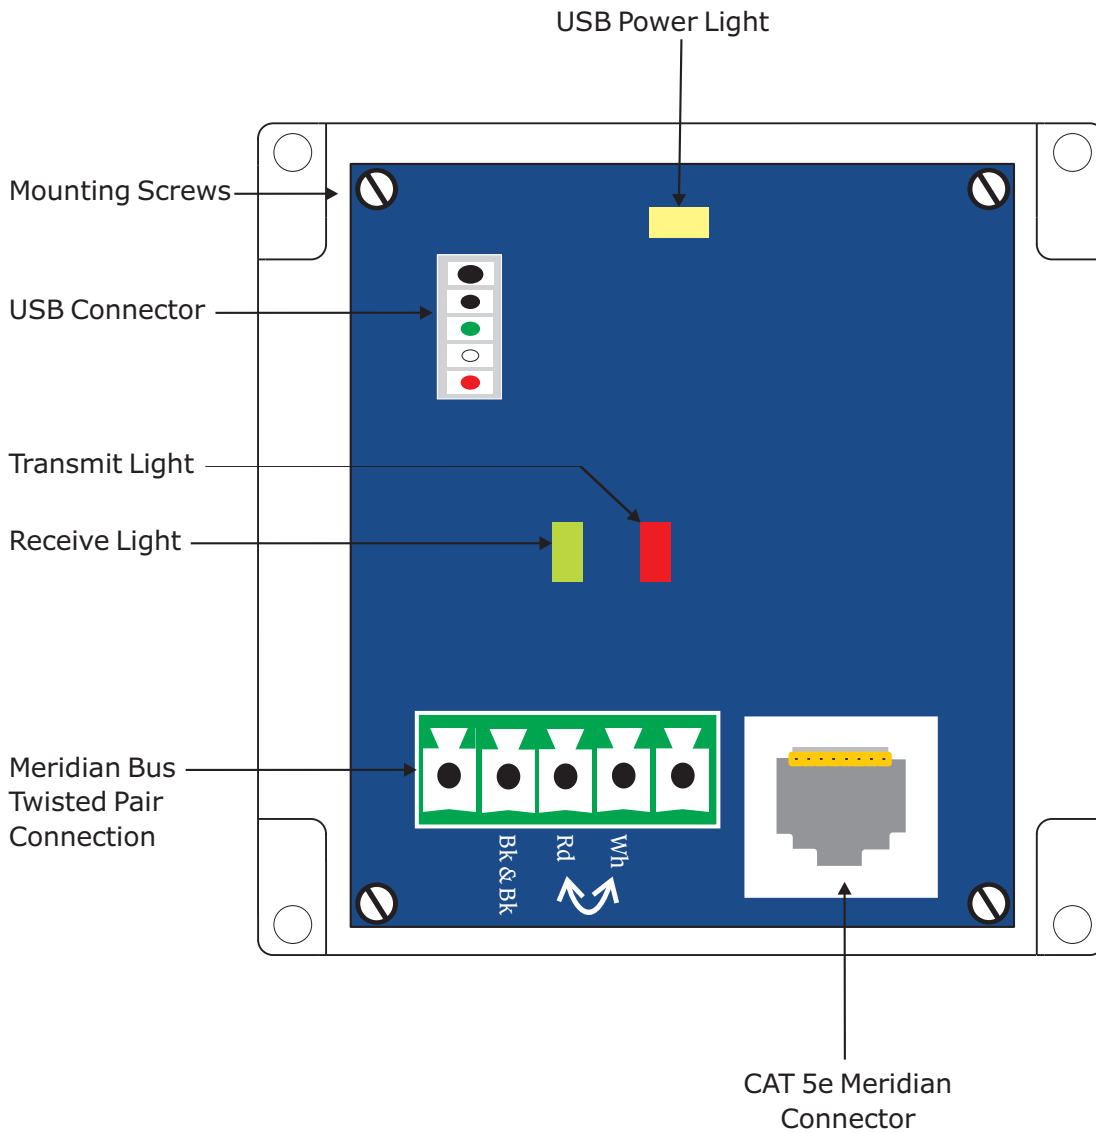 USB Power Light
Mounting Screws
USB Connector
Transmit Light
Receive Light
Meridian Bus
Twisted Pair
Connection
Bk & Bk
Rd
Wh
CAT 5e Meridian
Connector